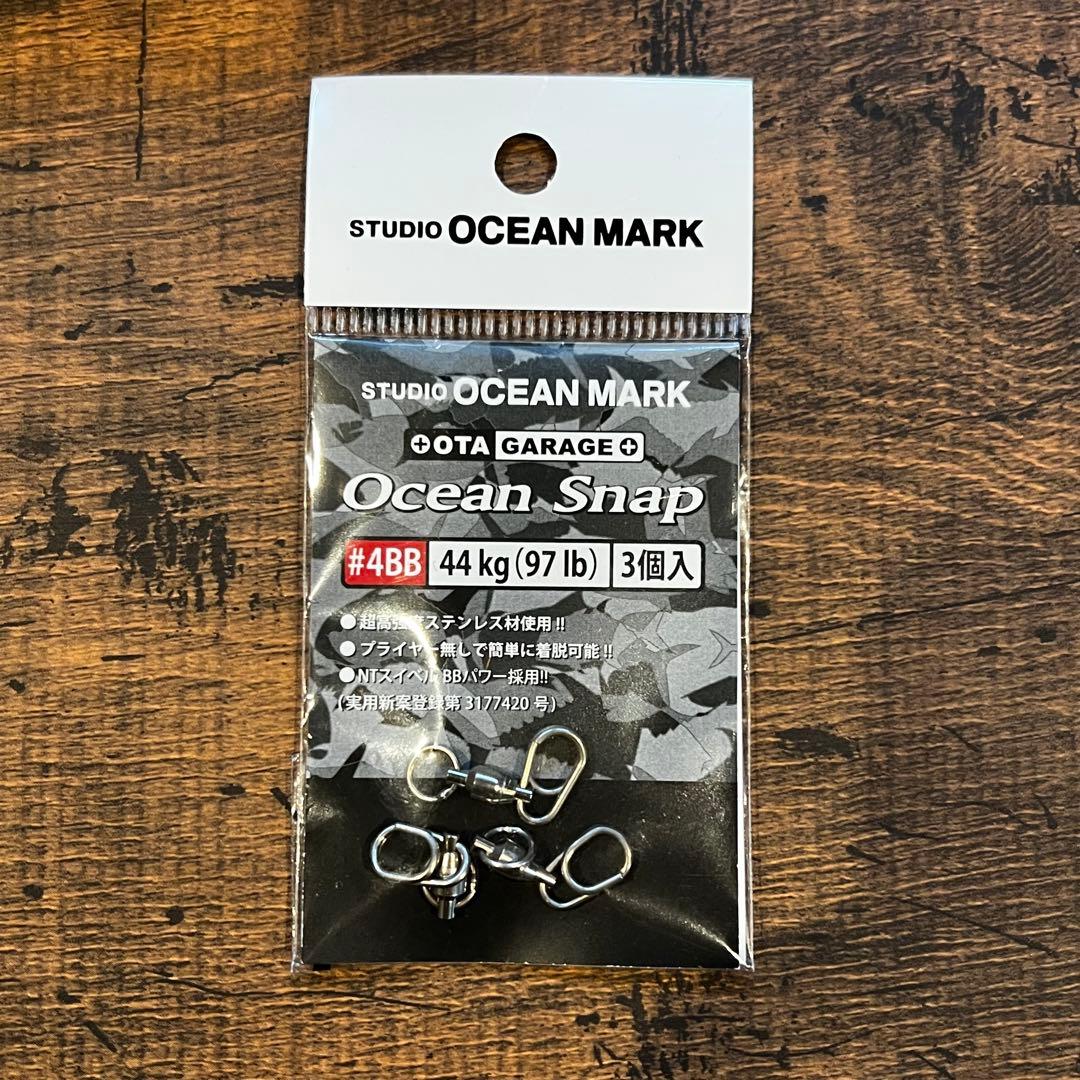 STUDIO OCEAN MARK
STUDIO OCEAN MARK
OTA GARAGE
Ocean Snap
#4BB 44 kg (97 lb) 3個入
●超高強度ステンレス材使用!!
●プライヤー無しで簡単に着脱可能!!
●NTスイベル BBパワー採用!!
(実用新案登録第 3177420 号)